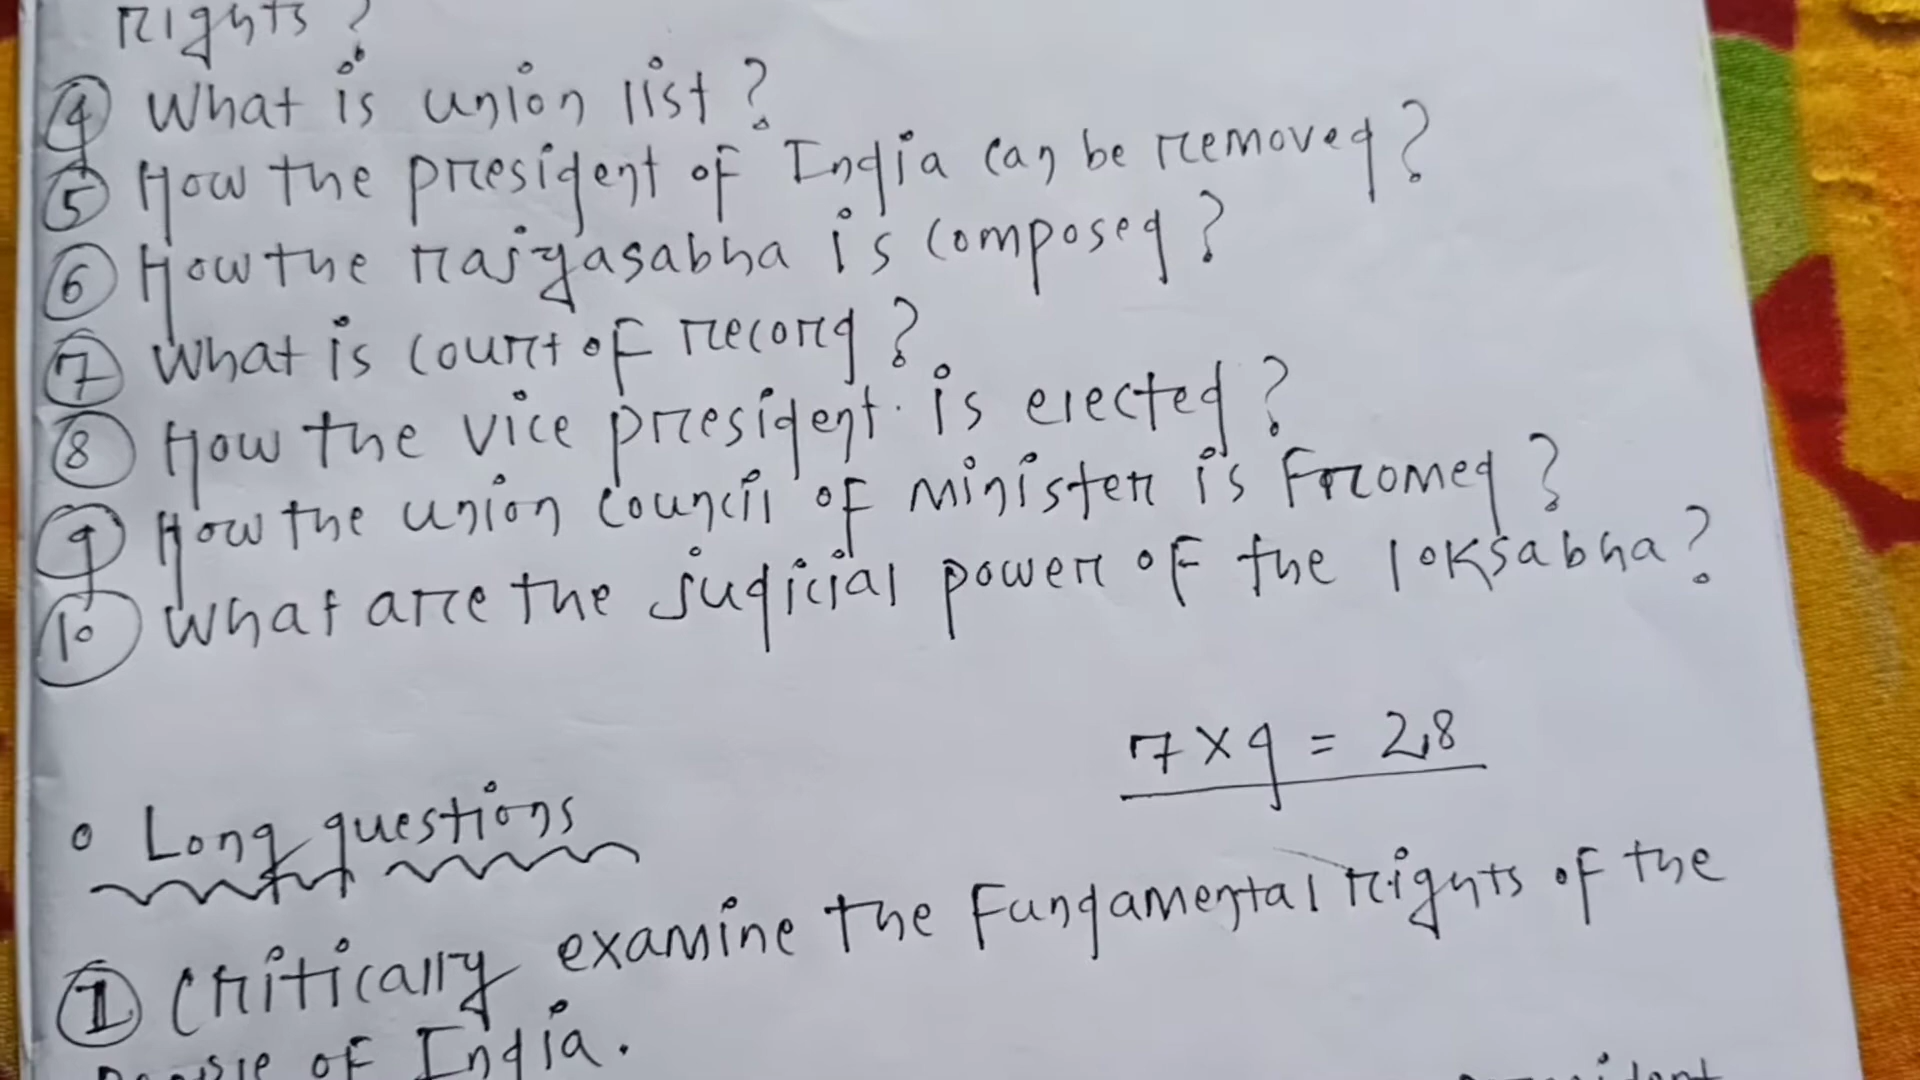 Rights?
④ What is union list?
⑤ How the president of India can be removed?
⑥ How the rajyasabha is composed?
⑦ What is court of record?
⑧ How the vice president is elected?
⑨ How the union council of minister is Fromed?
⑩ What are the judicial power of the loksabha?
7 x 4 = 28
• Long questions
① Critically examine the Fundamental rights of the
of India.